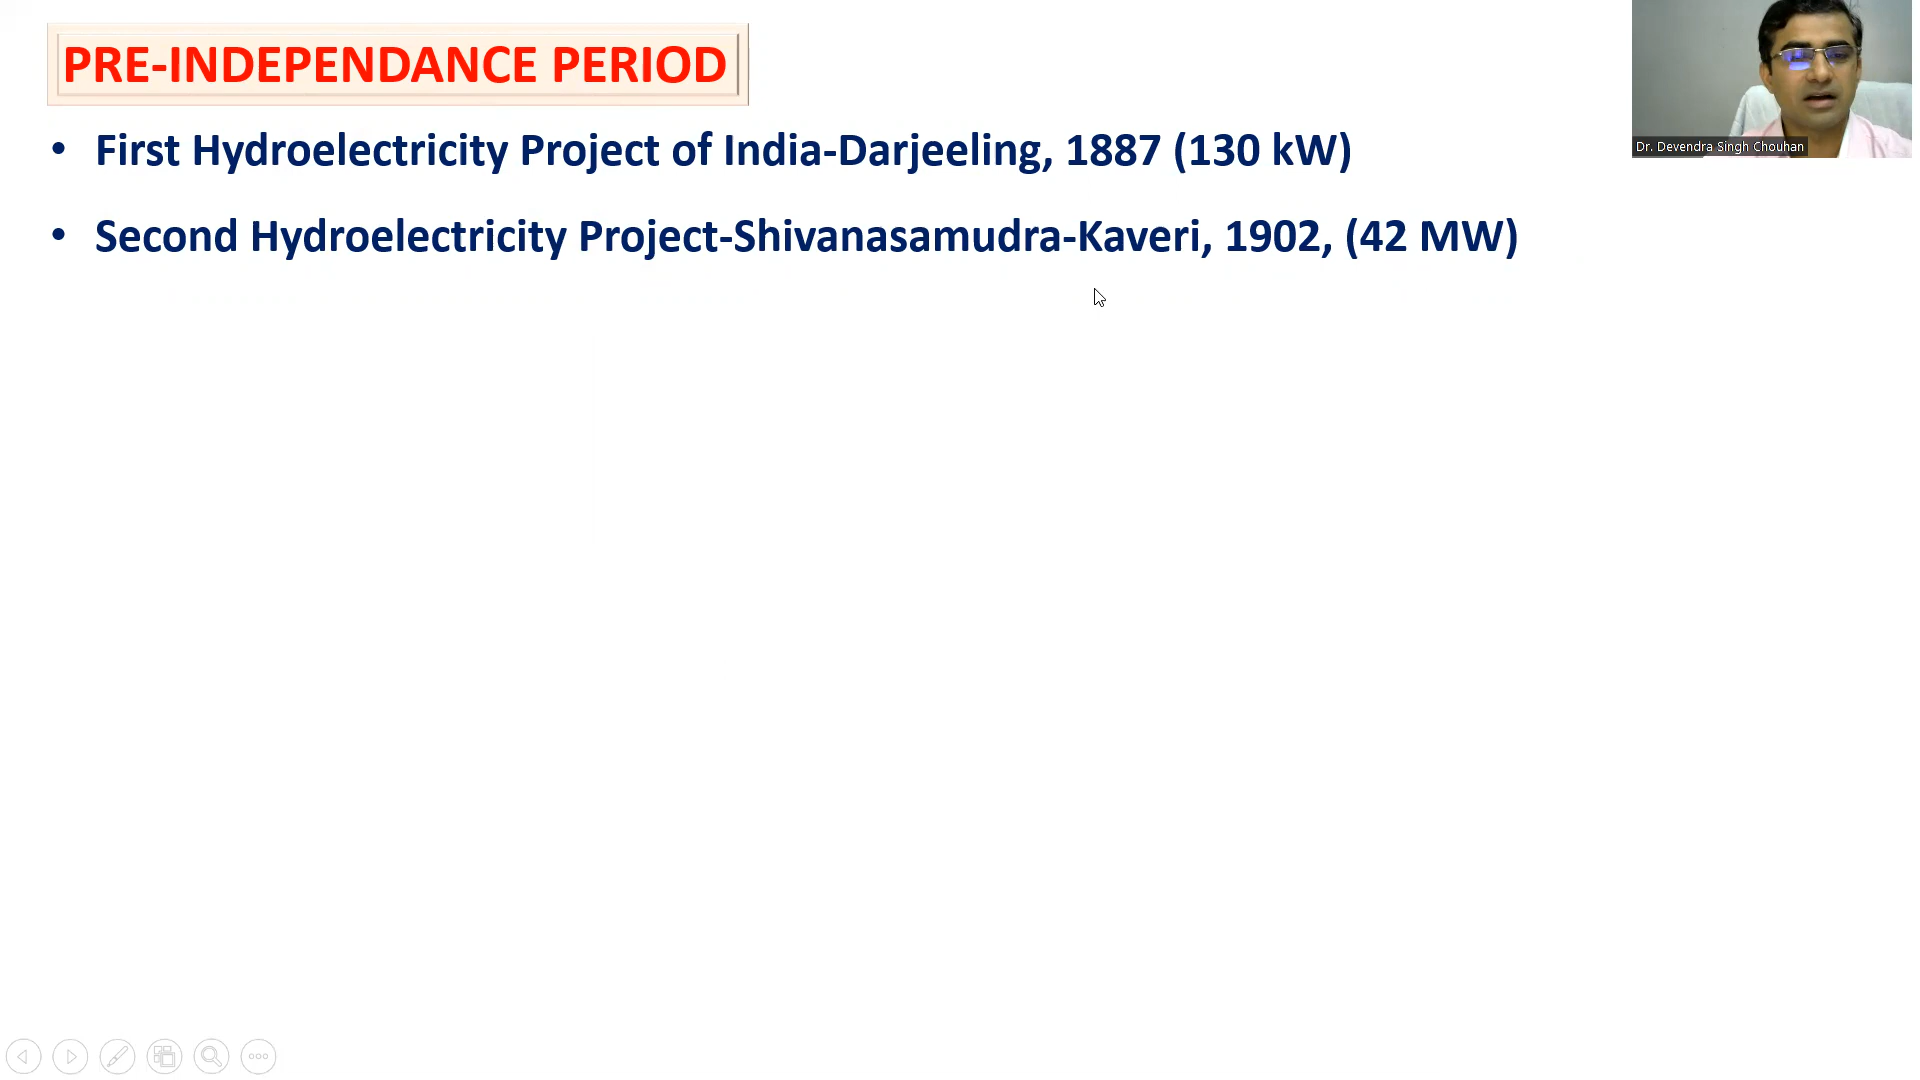 PRE-INDEPENDANCE PERIOD
• First Hydroelectricity Project of India-Darjeeling, 1887 (130 kW)
• Second Hydroelectricity Project-Shivanasamudra-Kaveri, 1902, (42 MW)
Dr. Devendra Singh Chouhan